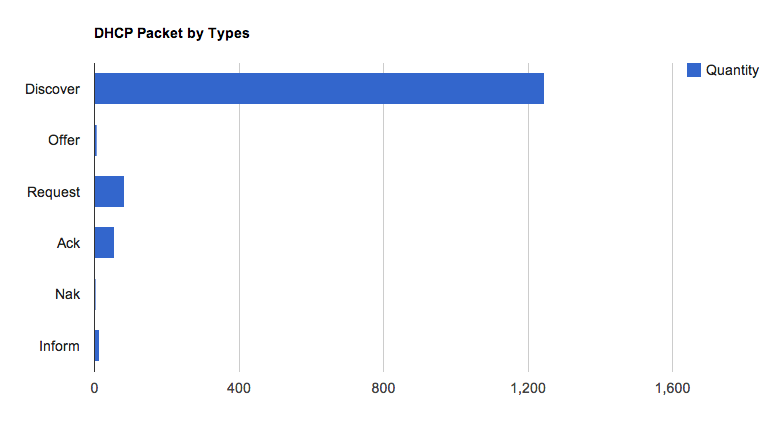 DHCP Packet by Types
Quantity
Discover
Offer
Request
Ack
Nak
Inform
0 400 800 1,200 1,600